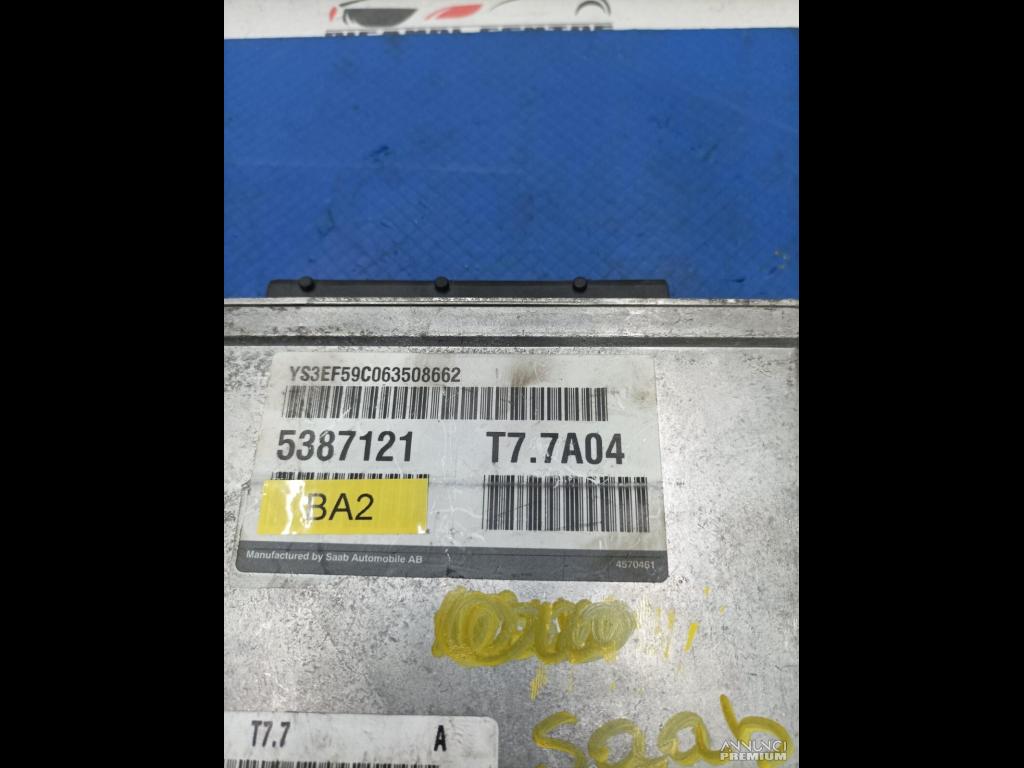 YS3EF59C063508662
5387121 T7.7A04
BA2
Manufactured by Saab Automobile AB 4570461
saab
T7.7 A
ANNUNCI
PREMIUM